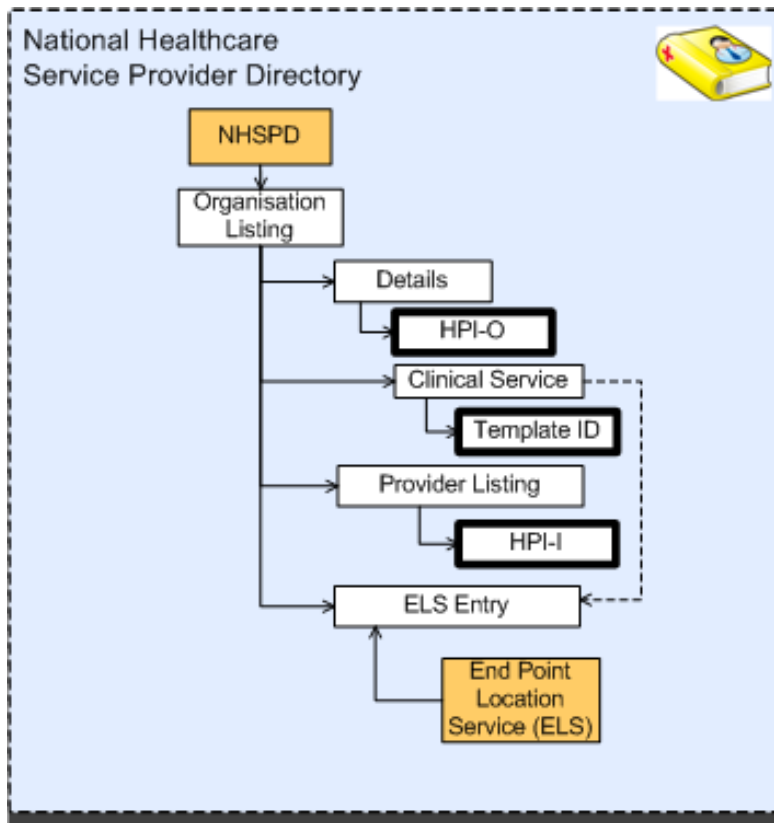 National Healthcare
Service Provider Directory
NHSPD
Organisation
Listing
Details
HPI-O
Clinical Service
Template ID
Provider Listing
HPI-I
ELS Entry
End Point
Location
Service (ELS)